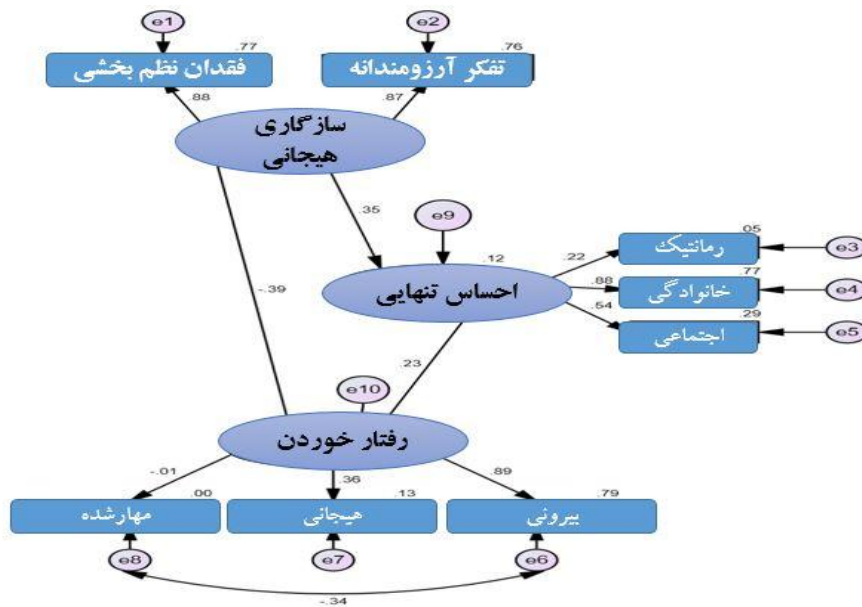 e1
e2
.77
.76
فقدان نظم بخشی
تفکر آرزومندانه
.88
.87
سازگاری
هیجانی
.35
e9
-.39
.12
احساس تنهایی
.22
.05
رمانتیک
e3
.88
.77
خانوادگی
e4
.54
.29
اجتماعی
e5
.23
e10
رفتار خوردن
-.01
.36
.89
.00
.13
.79
مهارشده
هیجانی
بیرونی
e8
e7
e6
-.34